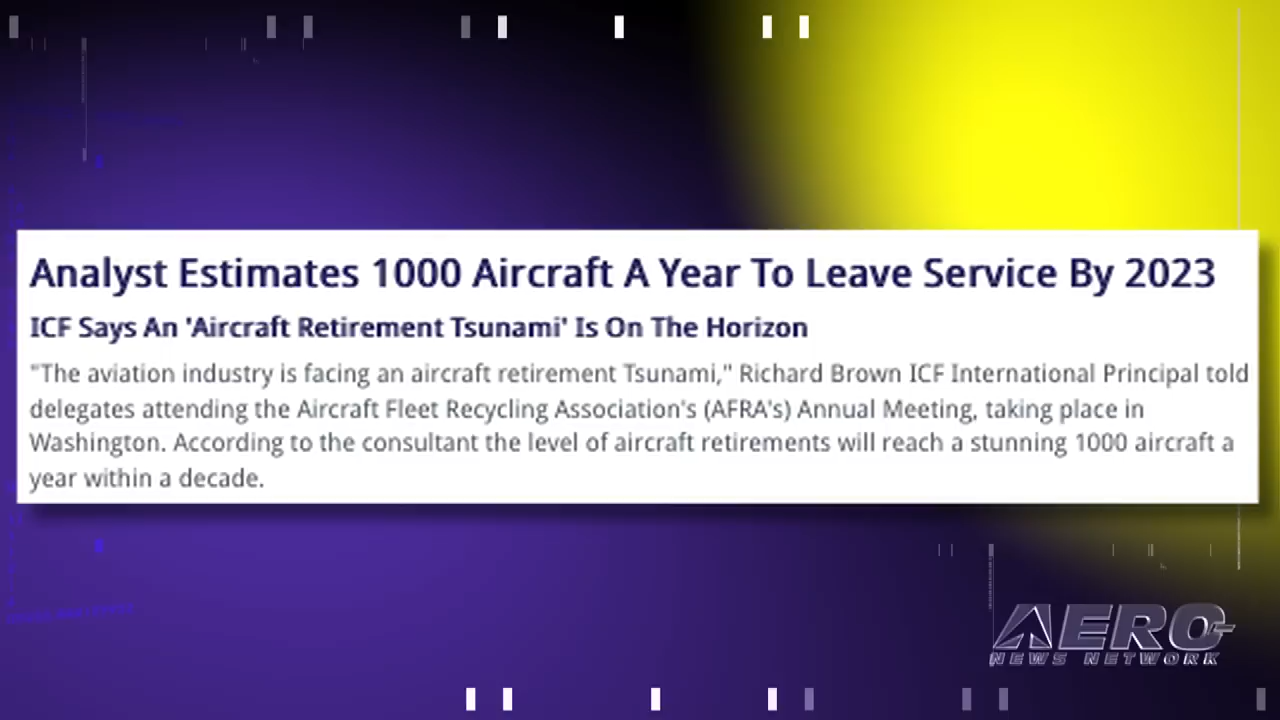 Analyst Estimates 1000 Aircraft A Year To Leave Service By 2023
ICF Says An 'Aircraft Retirement Tsunami' Is On The Horizon
"The aviation industry is facing an aircraft retirement Tsunami," Richard Brown ICF International Principal told
delegates attending the Aircraft Fleet Recycling Association's (AFRA's) Annual Meeting, taking place in
Washington. According to the consultant the level of aircraft retirements will reach a stunning 1000 aircraft a
year within a decade.
AERO-
NEWS NETWORK